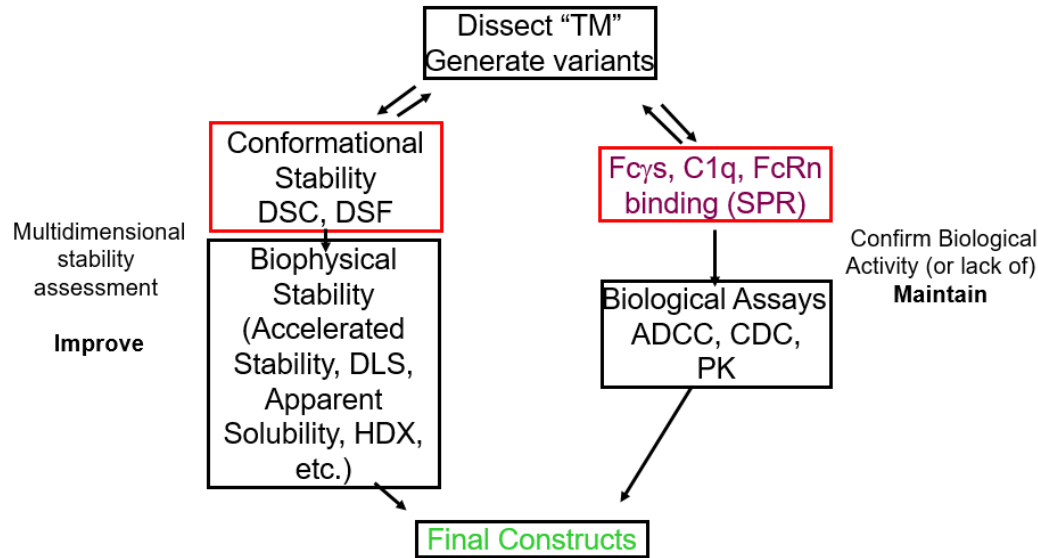 Dissect “TM”
Generate variants
Conformational
Stability
DSC, DSF
Fcγs, C1q, FcRn
binding (SPR)
Multidimensional
stability
assessment
Improve
Biophysical
Stability
(Accelerated
Stability, DLS,
Apparent
Solubility, HDX,
etc.)
Biological Assays
ADCC, CDC,
PK
Confirm Biological
Activity (or lack of)
Maintain
Final Constructs